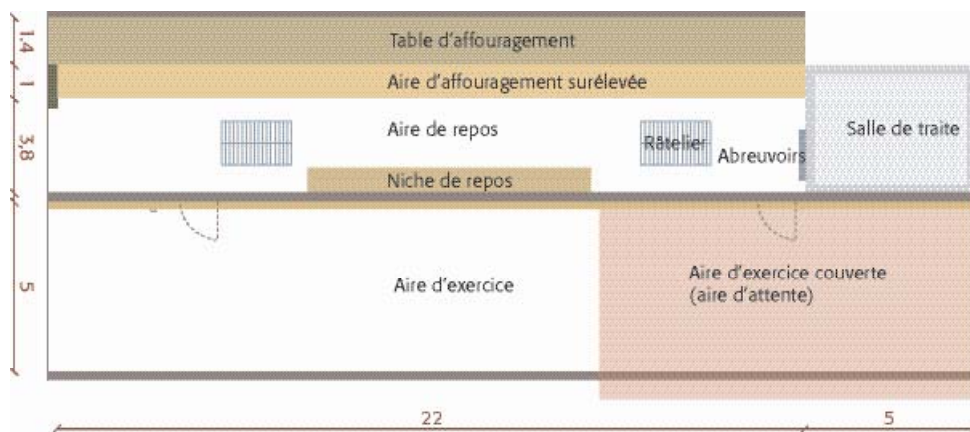 Table d'affouragement
Aire d'affouragement surélevée
Aire de repos
Râtelier
Abreuvoirs
Salle de traite
Niche de repos
Aire d'exercice
Aire d'exercice couverte
(aire d'attente)
1,4
1
3,8
5
22
5